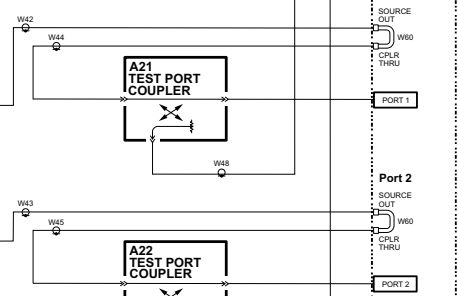 SOURCE
OUT
W42
W60
W44
CPLR
THRU
A21
TEST PORT
COUPLER
PORT 1
W48
Port 2
SOURCE
OUT
W43
W60
W45
CPLR
THRU
A22
TEST PORT
COUPLER
PORT 2